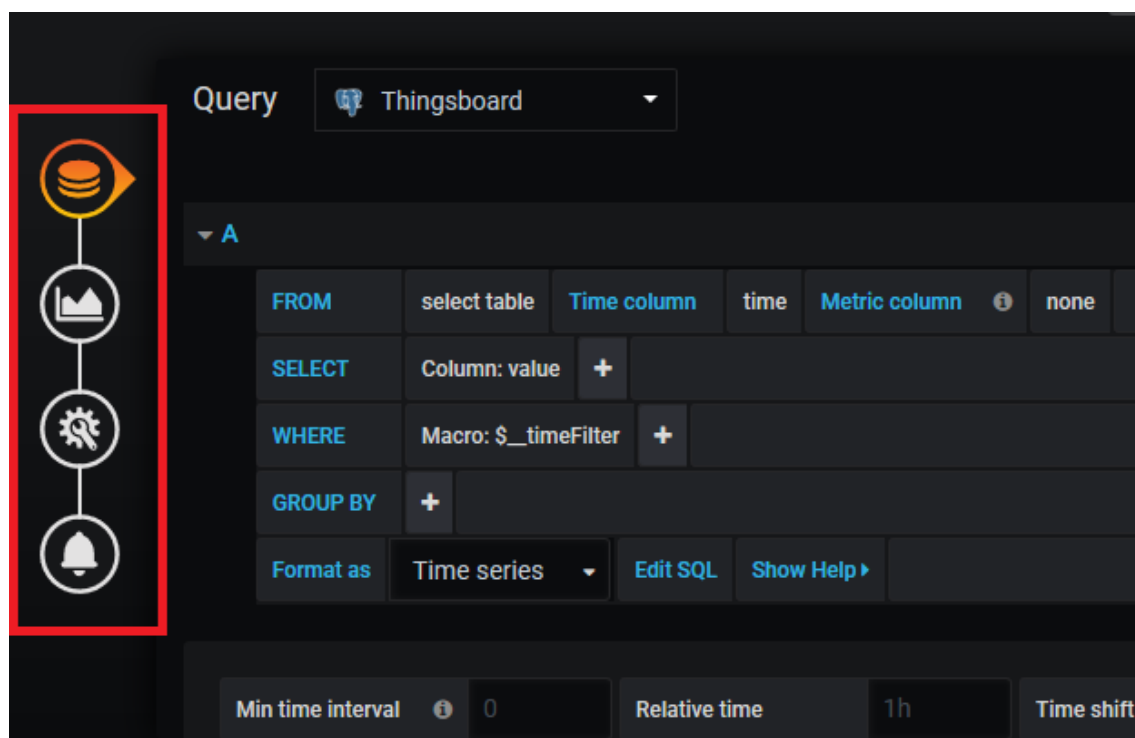 Query Thingsboard
A
FROM select table Time column time Metric column none
SELECT Column: value +
WHERE Macro: $__timeFilter +
GROUP BY +
Format as Time series Edit SQL Show Help
Min time interval 0 Relative time 1h Time shift